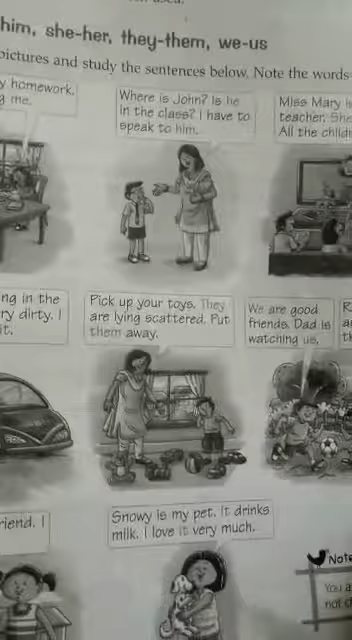 him, she-her, they-them, we-us
pictures and study the sentences below. Note the words
y homework.
g me.
Where is John? Is he
in the class? I have to
speak to him.
Miss Mary is
teacher. She
All the child
ng in the
ry dirty. I
it.
Pick up your toys. They
are lying scattered. Put
them away.
We are good
friends. Dad is
watching us.
riend. I
Snowy is my pet. It drinks
milk. I love it very much.
Note
You a
not c